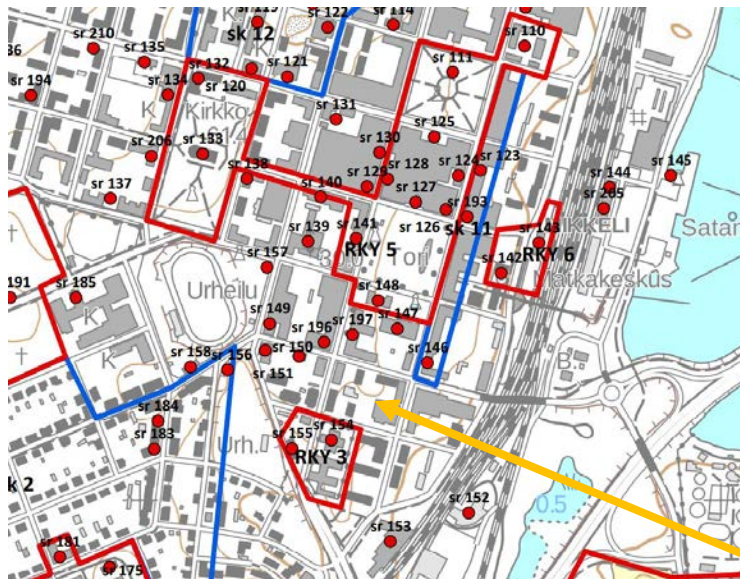 sr 119
sr 122
sr 114
K
sk 12
sr 110
36
sr 210
sr 135
K
sr 111
sr 132
sr 121
sr 194
sr 134
sr 120
K
Kirkko
sr 131
61.4
sr 125
sr 206
sr 133
sr 130
sr 138
sr 129
sr 128
sr 124
sr 123
sr 144
sr 145
sr 137
sr 140
sr 127
sr 205
sr 126
sr 193
sk 11
sr 139
sr 141
sr 143
IKKELI
†
RKY 5
Tori
RKY 6
Satan
sr 157
sr 142
191
sr 185
Urheilu
sr 148
Matkakeskus
K
sr 149
sr 196
sr 197
sr 147
†
K
sr 158
sr 156
sr 150
sr 146
B
sr 151
sr 184
sr 183
Urh.
sr 155
sr 154
RKY 3
k 2
sr 152
0.5
sr 153
sr 181
sr 175